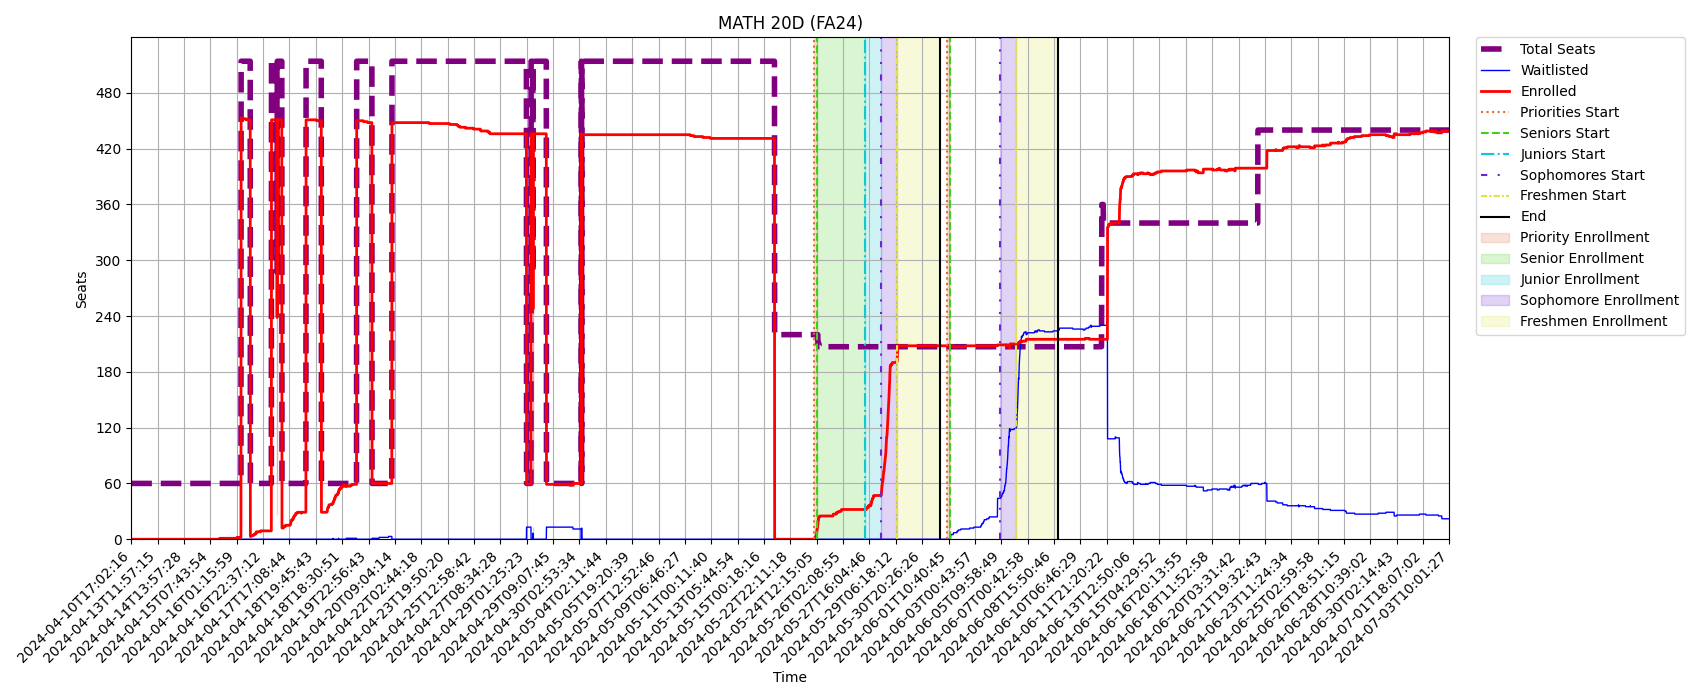 MATH 20D (FA24)
Seats
480
420
360
300
240
180
120
60
0
2024-04-10T17:02:16
2024-04-13T11:57:15
2024-04-14T13:57:28
2024-04-15T07:43:54
2024-04-16T01:15:59
2024-04-16T22:37:12
2024-04-17T17:08:44
2024-04-18T19:45:43
2024-04-18T18:30:51
2024-04-19T22:56:43
2024-04-20T09:04:14
2024-04-22T02:44:18
2024-04-23T19:50:20
2024-04-25T12:58:42
2024-04-27T08:34:28
2024-04-29T01:25:23
2024-04-29T09:07:45
2024-04-30T02:53:34
2024-05-04T02:11:44
2024-05-05T19:20:39
2024-05-07T12:52:46
2024-05-09T06:46:27
2024-05-11T00:11:40
2024-05-13T05:44:54
2024-05-15T00:18:16
2024-05-22T22:11:18
2024-05-24T12:15:05
2024-05-26T02:08:55
2024-05-27T16:04:46
2024-05-29T06:18:12
2024-05-30T20:26:26
2024-06-01T10:40:45
2024-06-03T00:43:57
2024-06-05T09:58:49
2024-06-07T00:42:58
2024-06-08T15:50:46
2024-06-10T06:46:29
2024-06-11T21:20:22
2024-06-13T12:50:06
2024-06-15T04:29:52
2024-06-16T20:13:55
2024-06-18T11:52:58
2024-06-20T03:31:42
2024-06-21T19:32:43
2024-06-23T11:24:34
2024-06-25T02:59:58
2024-06-26T18:51:15
2024-06-28T10:39:02
2024-06-30T02:14:43
2024-07-01T18:07:02
2024-07-03T10:01:27
Time
Total Seats
Waitlisted
Enrolled
Priorities Start
Seniors Start
Juniors Start
Sophomores Start
Freshmen Start
End
Priority Enrollment
Senior Enrollment
Junior Enrollment
Sophomore Enrollment
Freshmen Enrollment